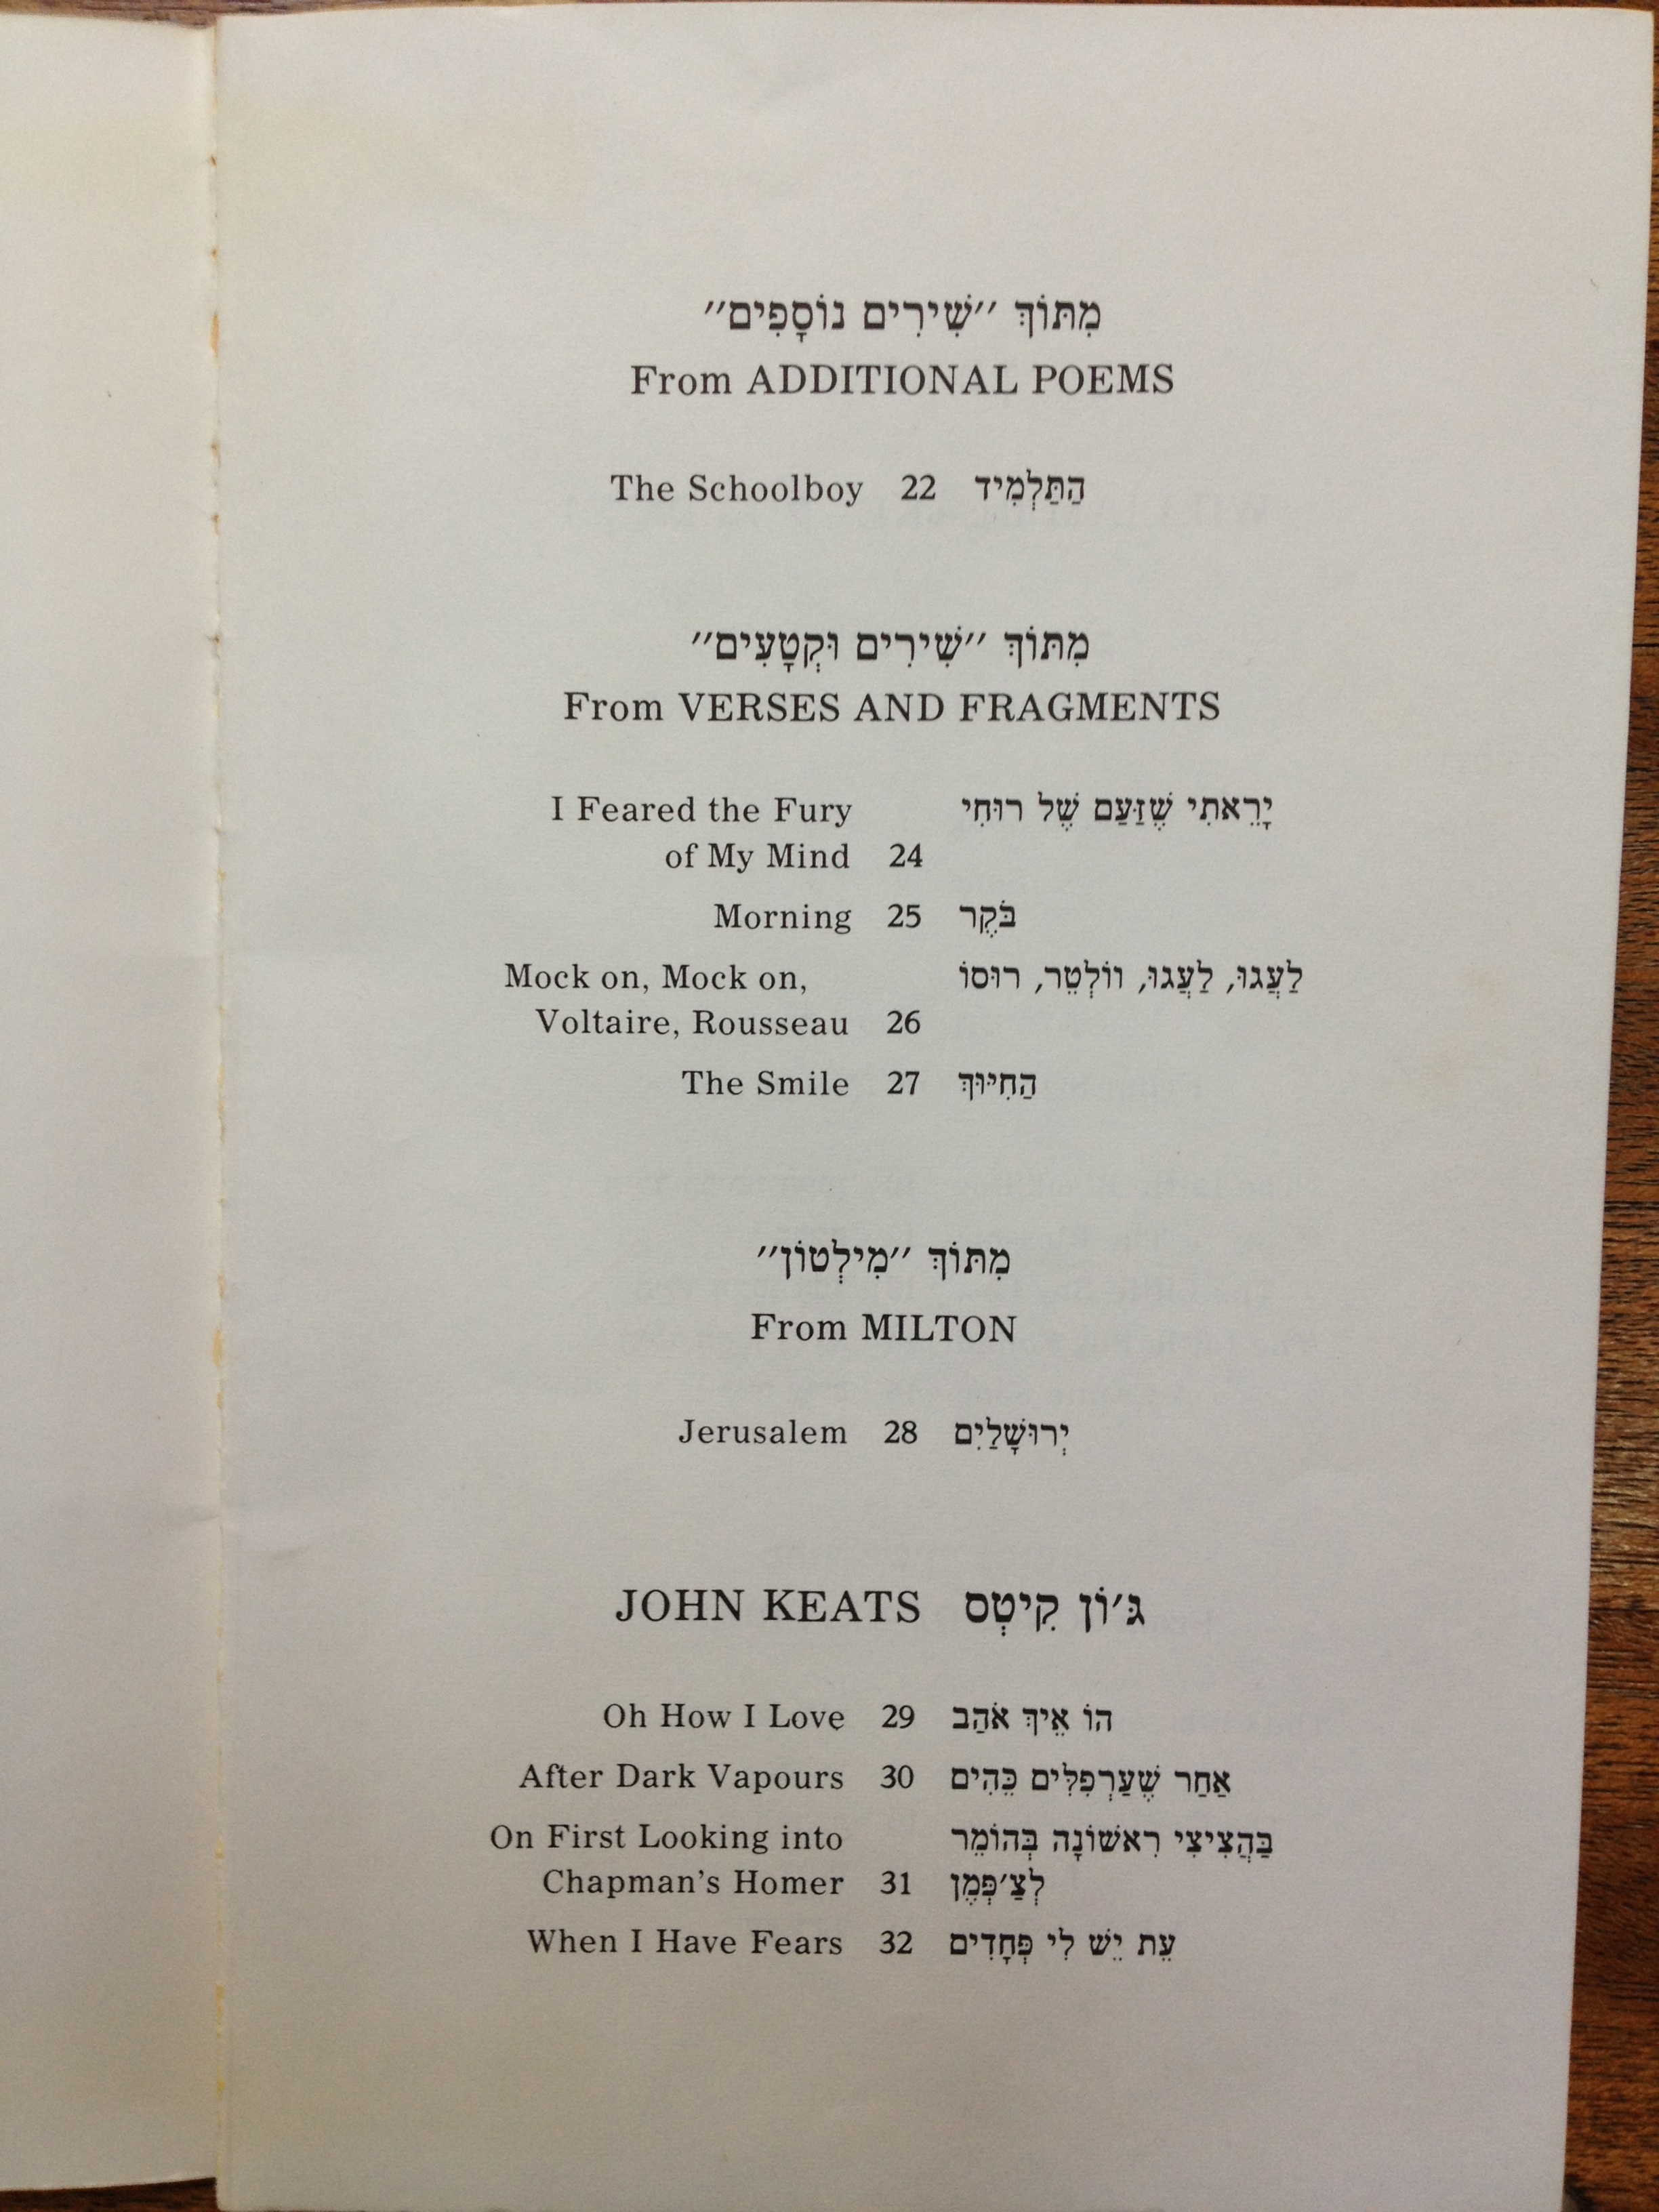 מִתּוֹךְ ״שִׁירִים נוֹסָפִים״
From ADDITIONAL POEMS
The Schoolboy 22 הַתַּלְמִיד
מִתּוֹךְ ״שִׁירִים וּקְטָעִים״
From VERSES AND FRAGMENTS
I Feared the Fury יָרֵאתִי שֶׁזַּעַם שֶׁל רוּחִי
of My Mind 24
Morning 25 בֹּקֶר
Mock on, Mock on, לַעֲגוּ, לַעֲגוּ, ווֹלְטֵר, רוּסוֹ
Voltaire, Rousseau 26
The Smile 27 הַחִיּוּךְ
מִתּוֹךְ ״מִילְטוֹן״
From MILTON
Jerusalem 28 יְרוּשָׁלַיִם
JOHN KEATS ג׳וֹן קִיטְס
Oh How I Love 29 הוֹ אֵיךְ אֹהַב
After Dark Vapours 30 אַחַר שֶׁעַרְפִלִּים כֵּהִים
On First Looking into בַּהֲצִיצִי רִאשׁוֹנָה בְּהוֹמֵר
Chapman's Homer 31 לְצַ׳פְּמֶן
When I Have Fears 32 עֵת יֵשׁ לִי פְּחָדִים